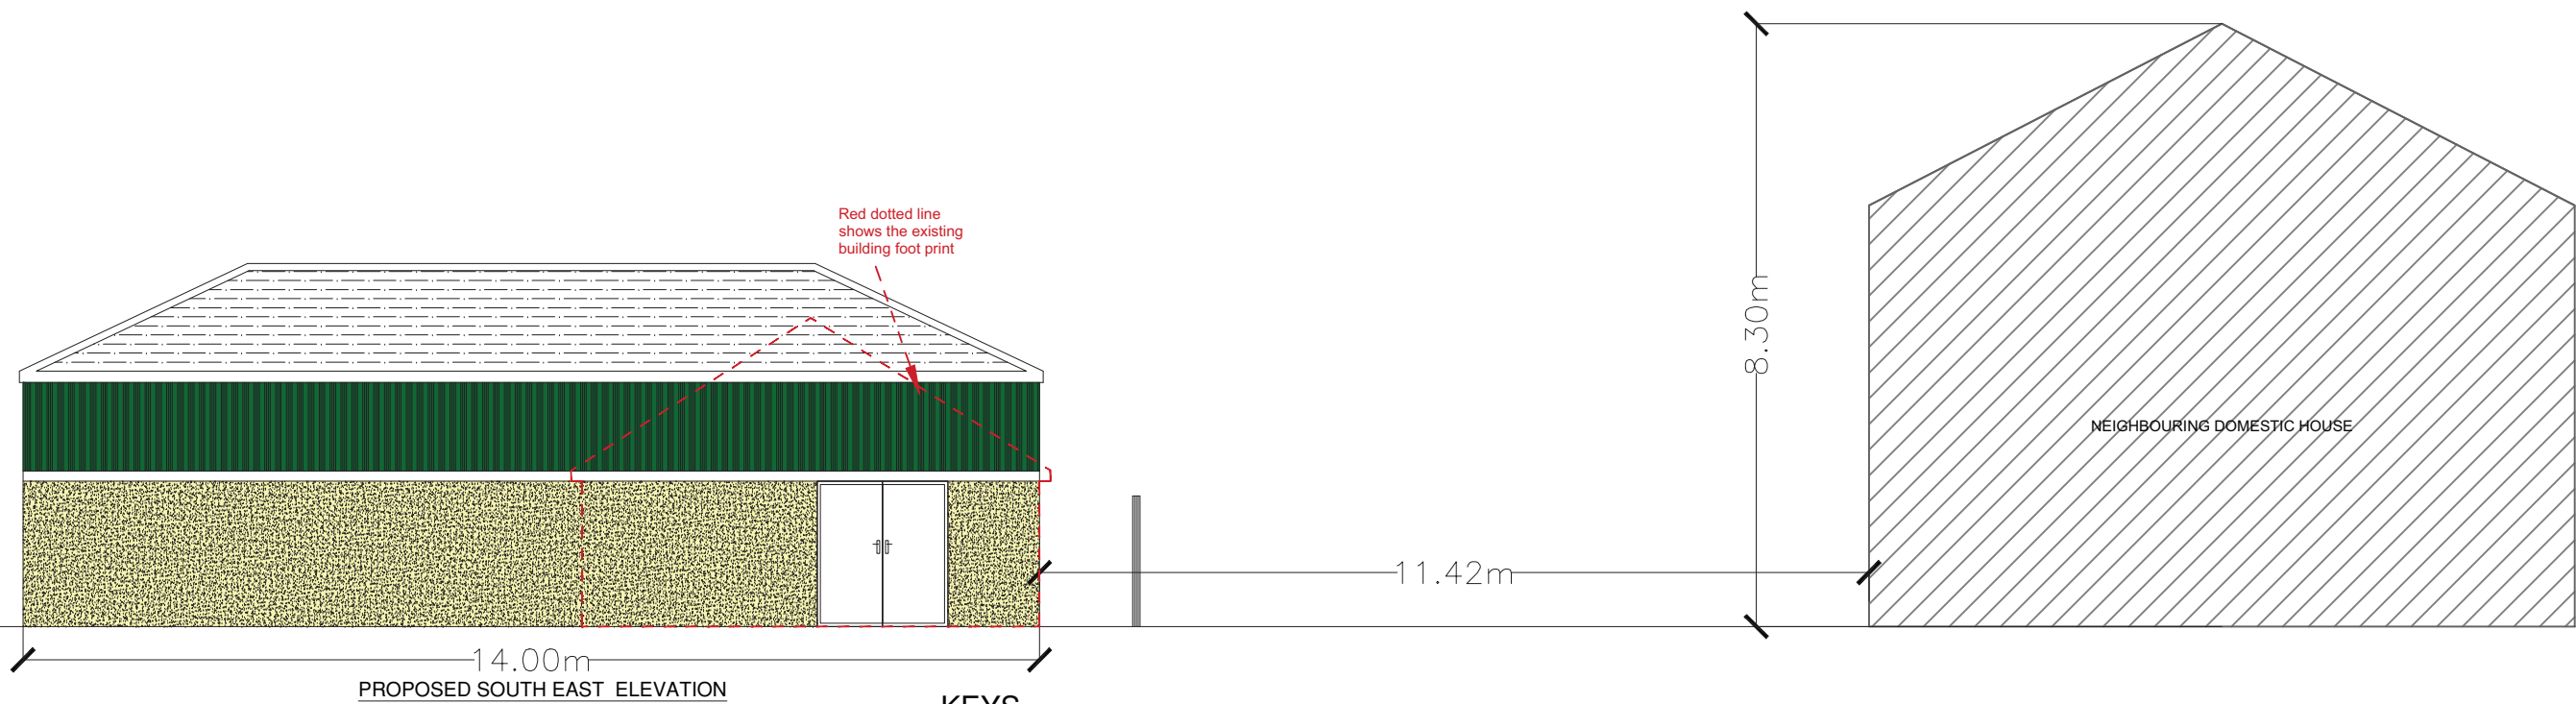 Red dotted line
shows the existing
building foot print
8.30m
NEIGHBOURING DOMESTIC HOUSE
11.42m
14.00m
PROPOSED SOUTH EAST ELEVATION
KEYS